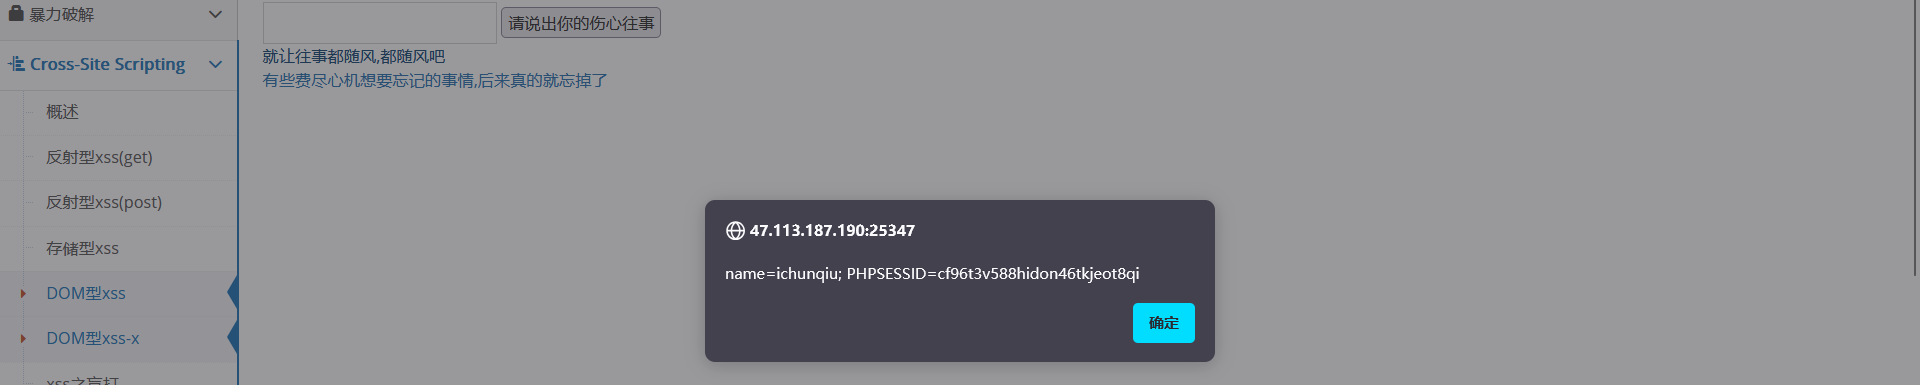 暴力破解
Cross-Site Scripting
概述
反射型xss(get)
反射型xss(post)
存储型xss
DOM型xss
DOM型xss-x
xss之盲打
请说出你的伤心往事
就让往事都随风,都随风吧
有些费尽心机想要忘记的事情,后来真的就忘掉了
47.113.187.190:25347
name=ichunqiu; PHPSESSID=cf96t3v588hidon46tkjeot8qi
确定